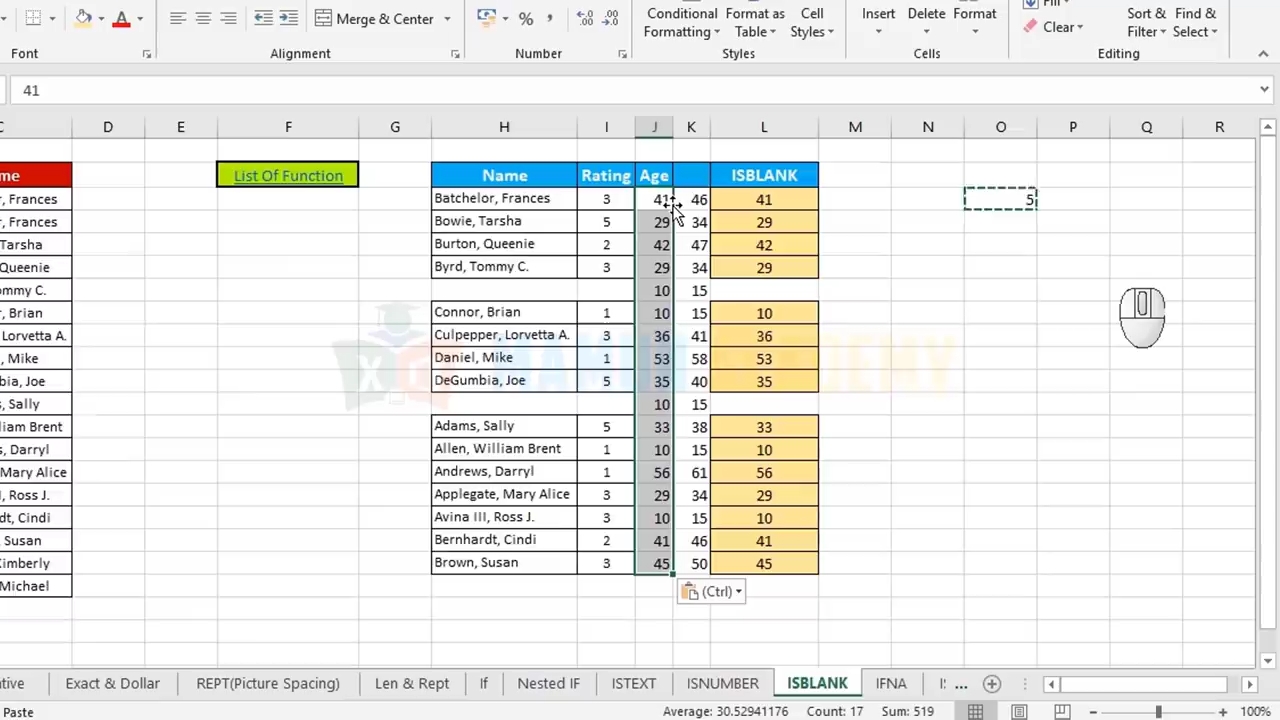 Merge & Center
%
,
Conditional Formatting
Format as Table
Cell Styles
Insert
Delete
Format
Clear
Sort & Filter
Find & Select
Font
Alignment
Number
Styles
Cells
Editing
41
C D E F G H I J K L M N O P Q R
me List Of Function Name Rating Age ISBLANK
r, Frances Batchelor, Frances 3 41 46 41 5
r, Frances Bowie, Tarsha 5 29 34 29
Tarsha Burton, Queenie 2 42 47 42
Queenie Byrd, Tommy C. 3 29 34 29
ommy C. 10 15
r, Brian Connor, Brian 1 10 15 10
Lorvetta A. Culpepper, Lorvetta A. 3 36 41 36
, Mike Daniel, Mike 1 53 58 53
bia, Joe DeGumbia, Joe 5 35 40 35
s, Sally 10 15
liam Brent Adams, Sally 5 33 38 33
s, Darryl Allen, William Brent 1 10 15 10
Mary Alice Andrews, Darryl 1 56 61 56
I, Ross J. Applegate, Mary Alice 3 29 34 29
dt, Cindi Avina III, Ross J. 3 10 15 10
Susan Bernhardt, Cindi 2 41 46 41
Kimberly Brown, Susan 3 45 50 45
Michael (Ctrl)
ative Exact & Dollar REPT(Picture Spacing) Len & Rept If Nested IF ISTEXT ISNUMBER ISBLANK IFNA ...
Paste Average: 30.52941176 Count: 17 Sum: 519 100%